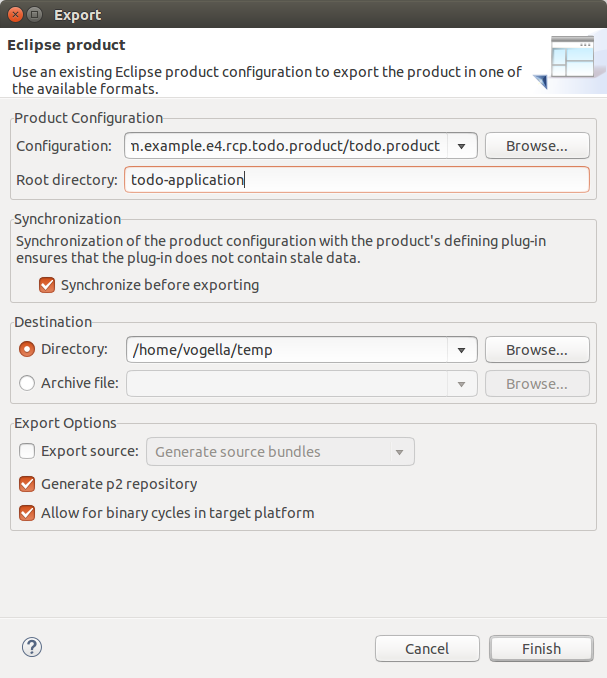 Export
Eclipse product
Use an existing Eclipse product configuration to export the product in one of
the available formats.
Product Configuration
Configuration: n.example.e4.rcp.todo.product/todo.product Browse...
Root directory: todo-application
Synchronization
Synchronization of the product configuration with the product's defining plug-in
ensures that the plug-in does not contain stale data.
Synchronize before exporting
Destination
Directory: /home/vogella/temp Browse...
Archive file: Browse...
Export Options
Export source: Generate source bundles
Generate p2 repository
Allow for binary cycles in target platform
? Cancel Finish